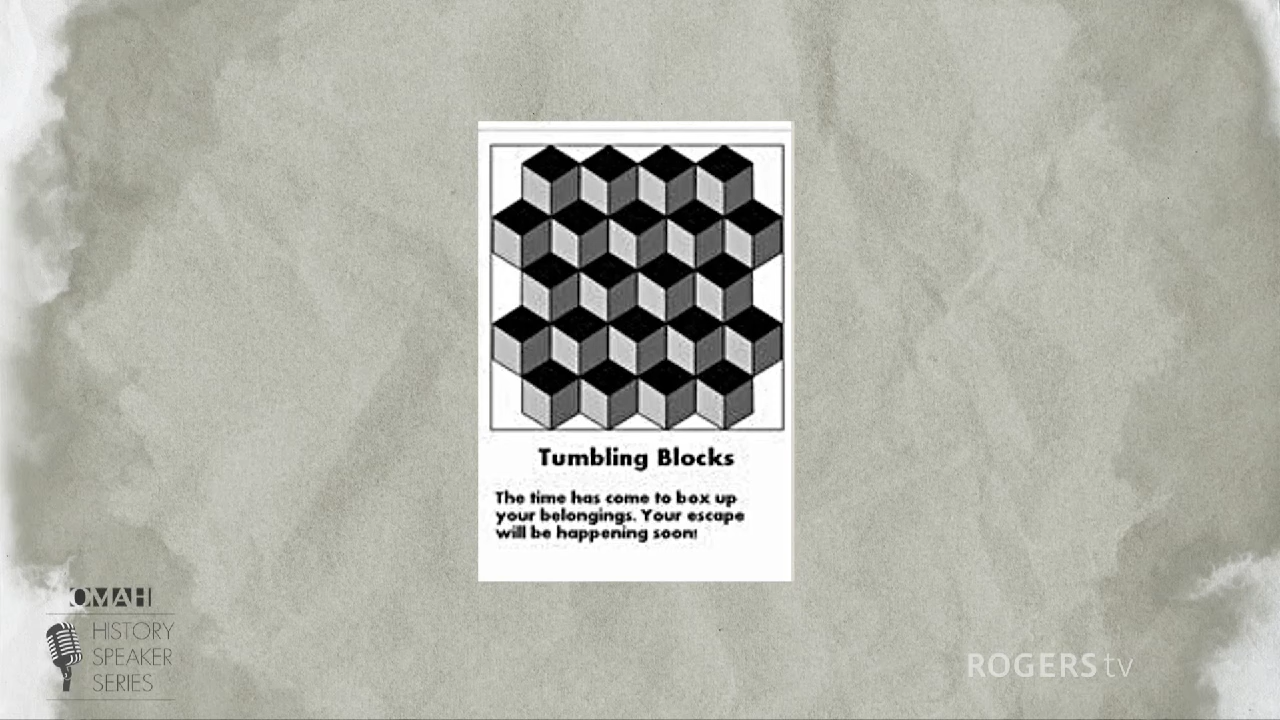 Tumbling Blocks
The time has come to box up
your belongings. Your escape
will be happening soon!
OMAH
HISTORY
SPEAKER
SERIES
ROGERS tv